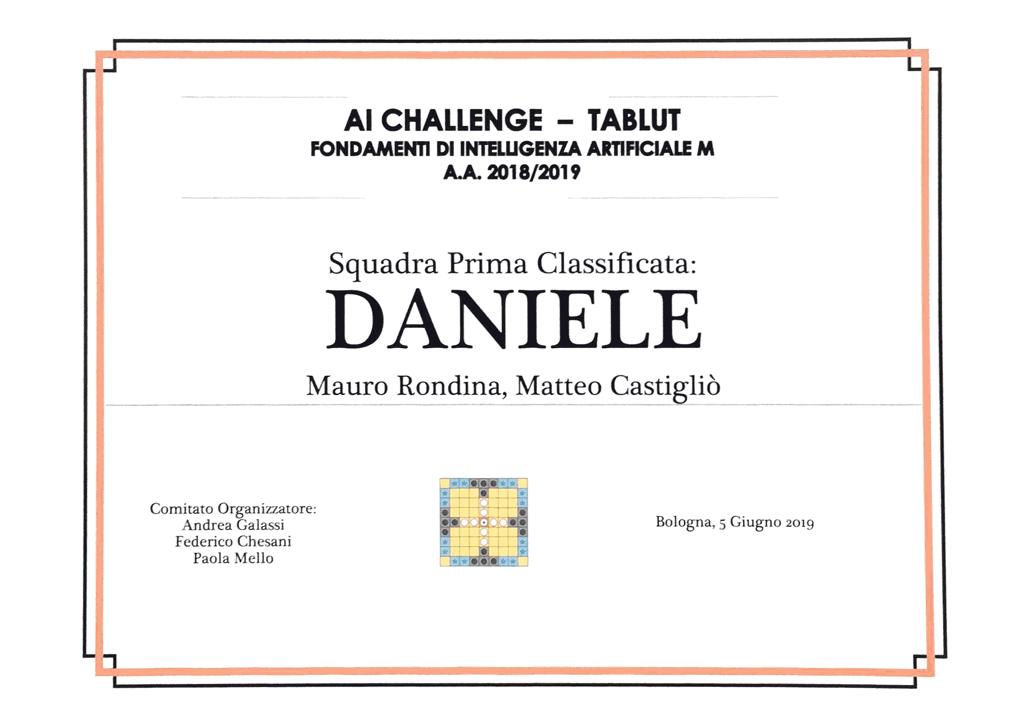 AI CHALLENGE – TABLUT
FONDAMENTI DI INTELLIGENZA ARTIFICIALE M
A.A. 2018/2019
Squadra Prima Classificata:
DANIELE
Mauro Rondina, Matteo Castigliò
Comitato Organizzatore:
Andrea Galassi
Federico Chesani
Paola Mello
Bologna, 5 Giugno 2019